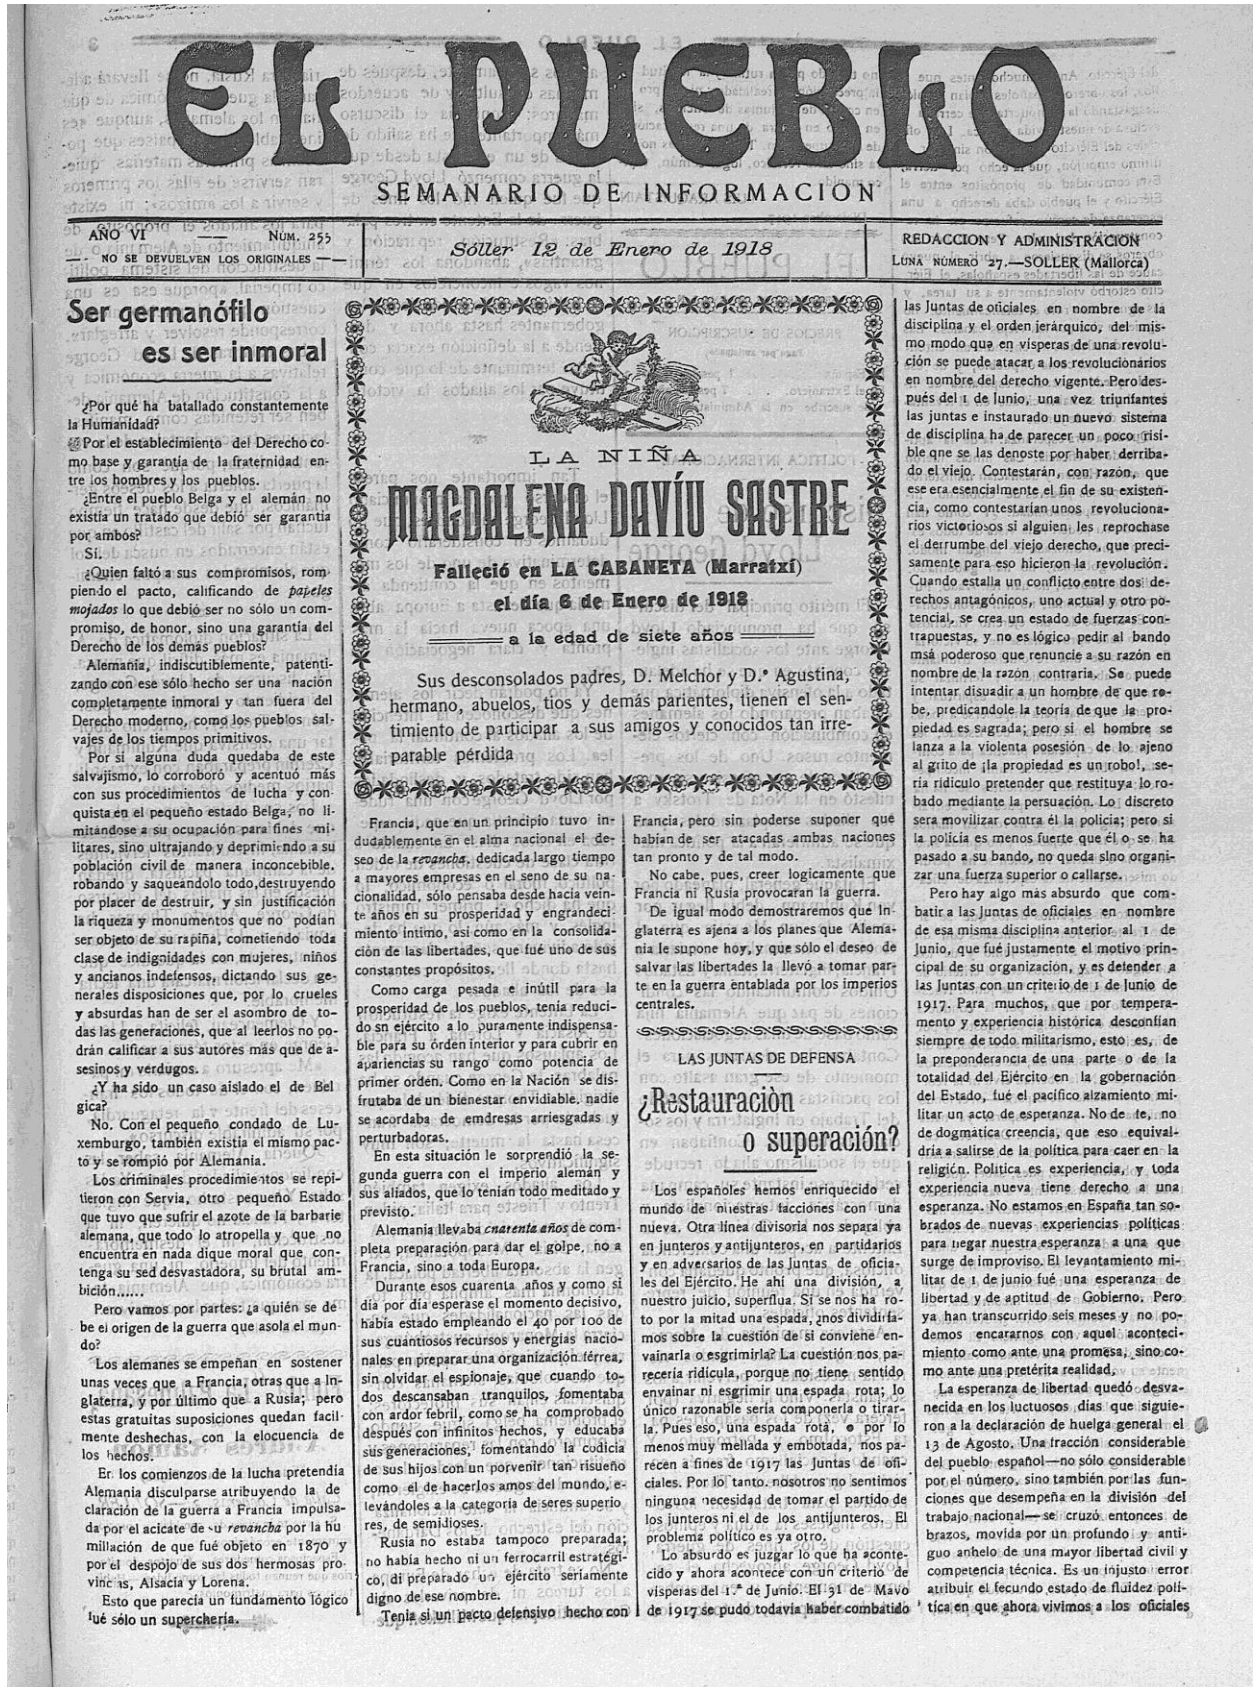 EL PUEBLO
SEMANARIO DE INFORMACION
AÑO VI — NÚM. 255
—- NO SE DEVUELVEN LOS ORIGINALES —-
Sóller 12 de Enero de 1918
REDACCION Y ADMINISTRACIÓN
LUNA NÚMERO 27.—SOLLER (Mallorca)
Ser germanófilo
es ser inmoral
¿Por qué ha batallado constantemente
la Humanidad?
Por el establecimiento del Derecho co-
mo base y garantía de la fraternidad en-
tre los hombres y los pueblos.
¿Entre el pueblo Belga y el alemán no
existía un tratado que debió ser garantia
por ambos?
Sí.
¿Quien faltó a sus compromisos, rom-
piendo el pacto, calificando de papeles
mojados lo que debió ser no sólo un com-
promiso, de honor, sino una garantía del
Derecho de los demás pueblos?
Alemania, indiscutiblemente, patenti-
zando con ese sólo hecho ser una nación
completamente inmoral y tan fuera del
Derecho moderno, como los pueblos sal-
vajes de los tiempos primitivos.
Por si alguna duda quedaba de este
salvajismo, lo corroboró y acentuó más
con sus procedimientos de lucha y con-
quista en el pequeño estado Belga, no li-
mitándose a su ocupación para fines mi-
litares, sino ultrajando y deprimiendo a su
población civil de manera inconcebible,
robando y saqueándolo todo,destruyendo
por placer de destruir, y sin justificación
la riqueza y monumentos que no podían
ser objeto de su rapiña, cometiendo toda
clase de indignidades con mujeres, niños
y ancianos indefensos, dictando sus ge-
nerales disposiciones que, por lo crueles
y absurdas han de ser el asombro de to-
das las generaciones, que al leerlos no po-
drán calificar a sus autores más que de a-
sesinos y verdugos.
¿Y ha sido un caso aislado el de Bel
gica?
No. Con el pequeño condado de Lu-
xemburgo, también existía el mismo pac-
to y se rompió por Alemania.
Los criminales procedimientos se repi-
tieron con Servia, otro pequeño Estado
que tuvo que sufrir el azote de la barbarie
alemana, que todo lo atropella y que no
encuentra en nada dique moral que con-
tenga su sed desvastadora, su brutal am-
bición......
Pero vamos por partes: ¿a quién se de-
be el origen de la guerra que asola el mun-
do?
Los alemanes se empeñan en sostener
unas veces que a Francia, otras que a In-
glaterra, y por último que a Rusia; pero
estas gratuitas suposiciones quedan facil-
mente deshechas, con la elocuencia de
los hechos.
En los comienzos de la lucha pretendía
Alemania disculparse atribuyendo la de
claración de la guerra a Francia impulsa-
da por el acicate de su revancha por la hu
millación de que fué objeto en 1870 y
por el despojo de sus dos hermosas pro-
vincias, Alsacia y Lorena.
Esto que parecía un fundamento lógico
fué sólo un superchería.
LA NIÑA
MAGDALENA DAVÍU SASTRE
Falleció en LA CABANETA (Marratxí)
el día 6 de Enero de 1918
a la edad de siete años
Sus desconsolados padres, D. Melchor y D.ª Agustina,
hermano, abuelos, tios y demás parientes, tienen el sen-
timiento de participar a sus amigos y conocidos tan irre-
parable pérdida
Francia, que en un principio tuvo in-
dudablemente en el alma nacional el de-
seo de la revancha, dedicada largo tiempo
a mayores empresas en el seno de su na-
cionalidad, sólo pensaba desde hacía vein-
te años en su prosperidad y engrandeci-
miento íntimo, asi como en la consolida-
ción de las libertades, que fué uno de sus
constantes propósitos.
Como carga pesada e inútil para la
prosperidad de los pueblos, tenia reduci-
do sn ejército a lo puramente indispensa-
ble para su órden interior y para cubrir en
apariencias su rango como potencia de
primer orden. Como en la Nación se dis-
frutaba de un bienestar envidiable, nadie
se acordaba de emdresas arriesgadas y
perturbadoras.
En esta situación le sorprendió la se-
gunda guerra con el imperio alemán y
sus aliados, que lo tenían todo meditado y
previsto.
Alemania llevaba cnarenta años de com-
pleta preparación para dar el golpe, no a
Francia, sino a toda Europa.
Durante esos cuarenta años y como si
día por día esperase el momento decisivo,
había estado empleando el 40 por 100 de
sus cuantiosos recursos y energías nacio-
nales en preparar una organización férrea,
sin olvidar el espionaje, que cuando to-
dos descansaban tranquilos, fomentaba
con ardor febril, como se ha comprobado
después con infinitos hechos, y educaba
sus generaciones, fomentando la codicia
de sus hijos con un porvenir tan risueño
como el de hacerlos amos del mundo, e-
levándoles a la categoría de seres superio
res, de semidioses.
Rusia no estaba tampoco preparada;
no había hecho ni un ferrocarril estratégi-
co, di preparado un ejército seriamente
digno de ese nombre.
Tenia si un pacto defensivo hecho con
Francia, pero sin poderse suponer que
habian de ser atacadas ambas naciones
tan pronto y de tal modo.
No cabe, pues, creer logicamente que
Francia ni Rusia provocaran la guerra.
De igual modo demostraremos que In-
glaterra es ajena a los planes que Alema-
nia le supone hoy, y que sólo el deseo de
salvar las libertades la llevó a tomar par-
te en la guerra entablada por los imperios
centrales.
LAS JUNTAS DE DEFENSA
¿Restauraciòn
o superación?
Los españoles hemos enriquecido el
mundo de nuestras facciones con una
nueva. Otra línea divisoria nos separa ya
en junteros y antijunteros, en partidarios
y en adversarios de las Juntas de oficia-
les del Ejército. He ahí una división, a
nuestro juicio, superflua. Si se nos ha ro-
to por la mitad una espada, ¿nos dividiría-
mos sobre la cuestión de si conviene en-
vainarla o esgrimirla? La cuestión nos pa-
recería ridícula, porque no tiene sentido
envainar ni esgrimir una espada rota; lo
único razonable sería componerla o tirar-
la. Pues eso, una espada rota, o por lo
menos muy mellada y embotada, nos pa-
recen a fines de 1917 las Juntas de ofi-
ciales. Por lo tanto. nosotros no sentimos
ninguna necesidad de tomar el partido de
los junteros ni el de los antijunteros. El
problema político es ya otro.
Lo absurdo es juzgar lo que ha aconte-
cido y ahora acontece con un criterio de
visperas del 1.º de Junio. El 31 de Mavo
de 1917 se pudo todavía haber combatido
las Juntas de oficiales en nombre de la
disciplina y el orden jerárquico, del mis-
mo modo que en visperas de una revolu-
ción se puede atacar a los revolucionarios
en nombre del derecho vigente. Pero des-
pués del 1 de Junio, una vez triunfantes
las juntas e instaurado un nuevo sistema
de disciplina ha de parecer un poco risi-
ble qne se las denoste por haber derriba-
do el viejo. Contestarán, con razón, que
ese era esencialmente el fin de su existen-
cia, como contestarían unos revoluciona-
rios victoriosos si alguien les reprochase
el derrumbe del viejo derecho, que preci-
samente para eso hicieron la revolución.
Cuando estalla un conflicto entre dos de-
rechos antagónicos, uno actual y otro po-
tencial, se crea un estado de fuerzas con-
trapuestas, y no es lógico pedir al bando
msá poderoso que renuncie a su razón en
nombre de la razón contraria. Se puede
intentar disuadir a un hombre de que ro-
be, predicándole la teoría de que la pro-
piedad es sagrada; pero si el hombre se
lanza a la violenta posesión de lo ajeno
al grito de ¡la propiedad es un robo!, se-
ría ridículo pretender que restituya lo ro-
bado mediante la persuación. Lo discreto
sera movilizar contra él la policia; pero si
la policía es menos fuerte que él o se ha
pasado a su bando, no queda sino organi-
zar una fuerza superior o callarse.
Pero hay algo más absurdo que com-
batir a las Juntas de oficiales en nombre
de esa misma disciplina anterior al 1 de
Junio, que fué justamente el motivo prin-
cipal de su organización, y es defender a
las Juntas con un criterio de 1 de Junio de
1917. Para muchos, que por tempera-
mento y experiencia histórica desconfían
siempre de todo militarismo, esto es, de
la preponderancia de una parte o de la
totalidad del Ejército en la gobernación
del Estado, fué el pacífico alzamiento mi-
litar un acto de esperanza. No de fe, no
de dogmática creencia, que eso equival-
dría a salirse de la política para caer en la
religión. Política es experiencia, y toda
experiencia nueva tiene derecho a una
esperanza. No estamos en España tan so-
brados de nuevas experiencias políticas
para negar nuestra esperanza a una que
surge de improviso. El levantamiento mi-
litar de 1 de junio fué una esperanza de
libertad y de aptitud de Gobierno. Pero
ya han transcurrido seis meses y no po-
demos encararnos con aquel aconteci-
miento como ante una promesa, sino co-
mo ante una pretérita realidad.
La esperanza de libertad quedó desva-
necida en los luctuosos días que siguie-
ron a la declaración de huelga general el
13 de Agosto. Una fracción considerable
del pueblo español—no sólo considerable
por el número, sino también por las fun-
ciones que desempeña en la división del
trabajo nacional—se cruzó entonces de
brazos, movida por un profundo y anti-
guo anhelo de una mayor libertad civil y
competencia técnica. Es un injusto error
atribuir el fecundo estado de fluidez polí-
tica en que ahora vivimos a los oficiales